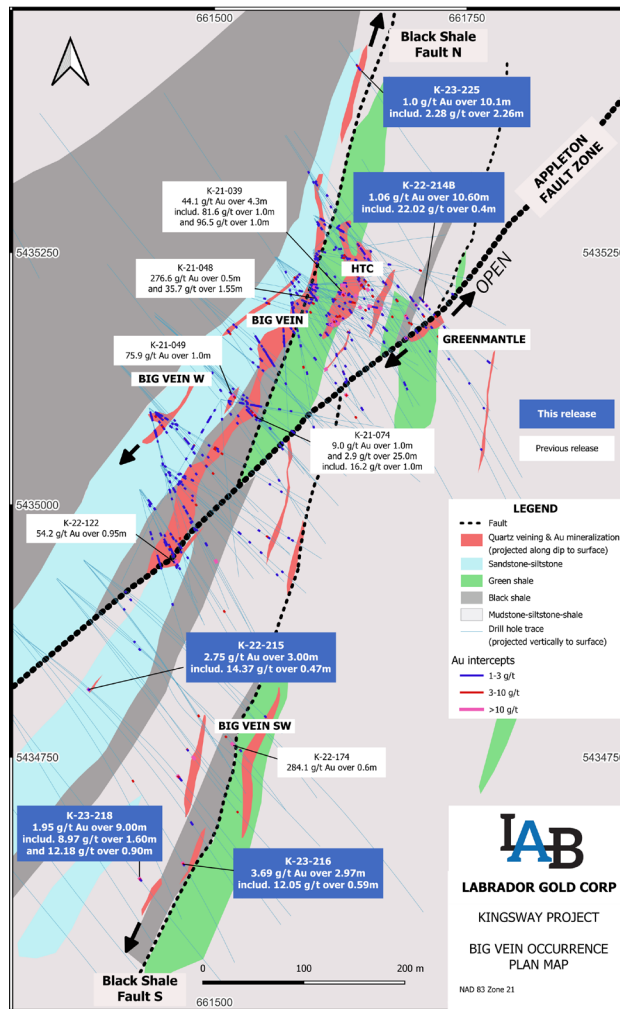 661500
661750
Black Shale
Fault N
K-23-225
1.0 g/t Au over 10.1m
includ. 2.28 g/t over 2.26m
APPLETON
FAULT ZONE
K-21-039
44.1 g/t Au over 4.3m
includ. 81.6 g/t over 1.0m
and 96.5 g/t over 1.0m
K-22-214B
1.06 g/t Au over 10.60m
includ. 22.02 g/t over 0.4m
5435250
5435250
HTC
OPEN
K-21-048
276.6 g/t Au over 0.5m
and 35.7 g/t over 1.55m
BIG VEIN
GREENMANTLE
K-21-049
75.9 g/t Au over 1.0m
BIG VEIN W
This release
Previous release
K-21-074
9.0 g/t Au over 1.0m
and 2.9 g/t over 25.0m
includ. 16.2 g/t over 1.0m
5435000
5435000
K-22-122
54.2 g/t Au over 0.95m
LEGEND
Fault
Quartz veining & Au mineralization
(projected along dip to surface)
Sandstone-siltstone
Green shale
Black shale
Mudstone-siltstone-shale
Drill hole trace
(projected vertically to surface)
Au intercepts
1-3 g/t
3-10 g/t
>10 g/t
K-22-215
2.75 g/t Au over 3.00m
includ. 14.37 g/t over 0.47m
BIG VEIN SW
K-22-174
284.1 g/t Au over 0.6m
5434750
5434750
K-23-218
1.95 g/t Au over 9.00m
includ. 8.97 g/t over 1.60m
and 12.18 g/t over 0.90m
K-23-216
3.69 g/t Au over 2.97m
includ. 12.05 g/t over 0.59m
LAB
LABRADOR GOLD CORP
KINGSWAY PROJECT
BIG VEIN OCCURRENCE
PLAN MAP
NAD 83 Zone 21
Black Shale
Fault S
0 100 200 m
661500